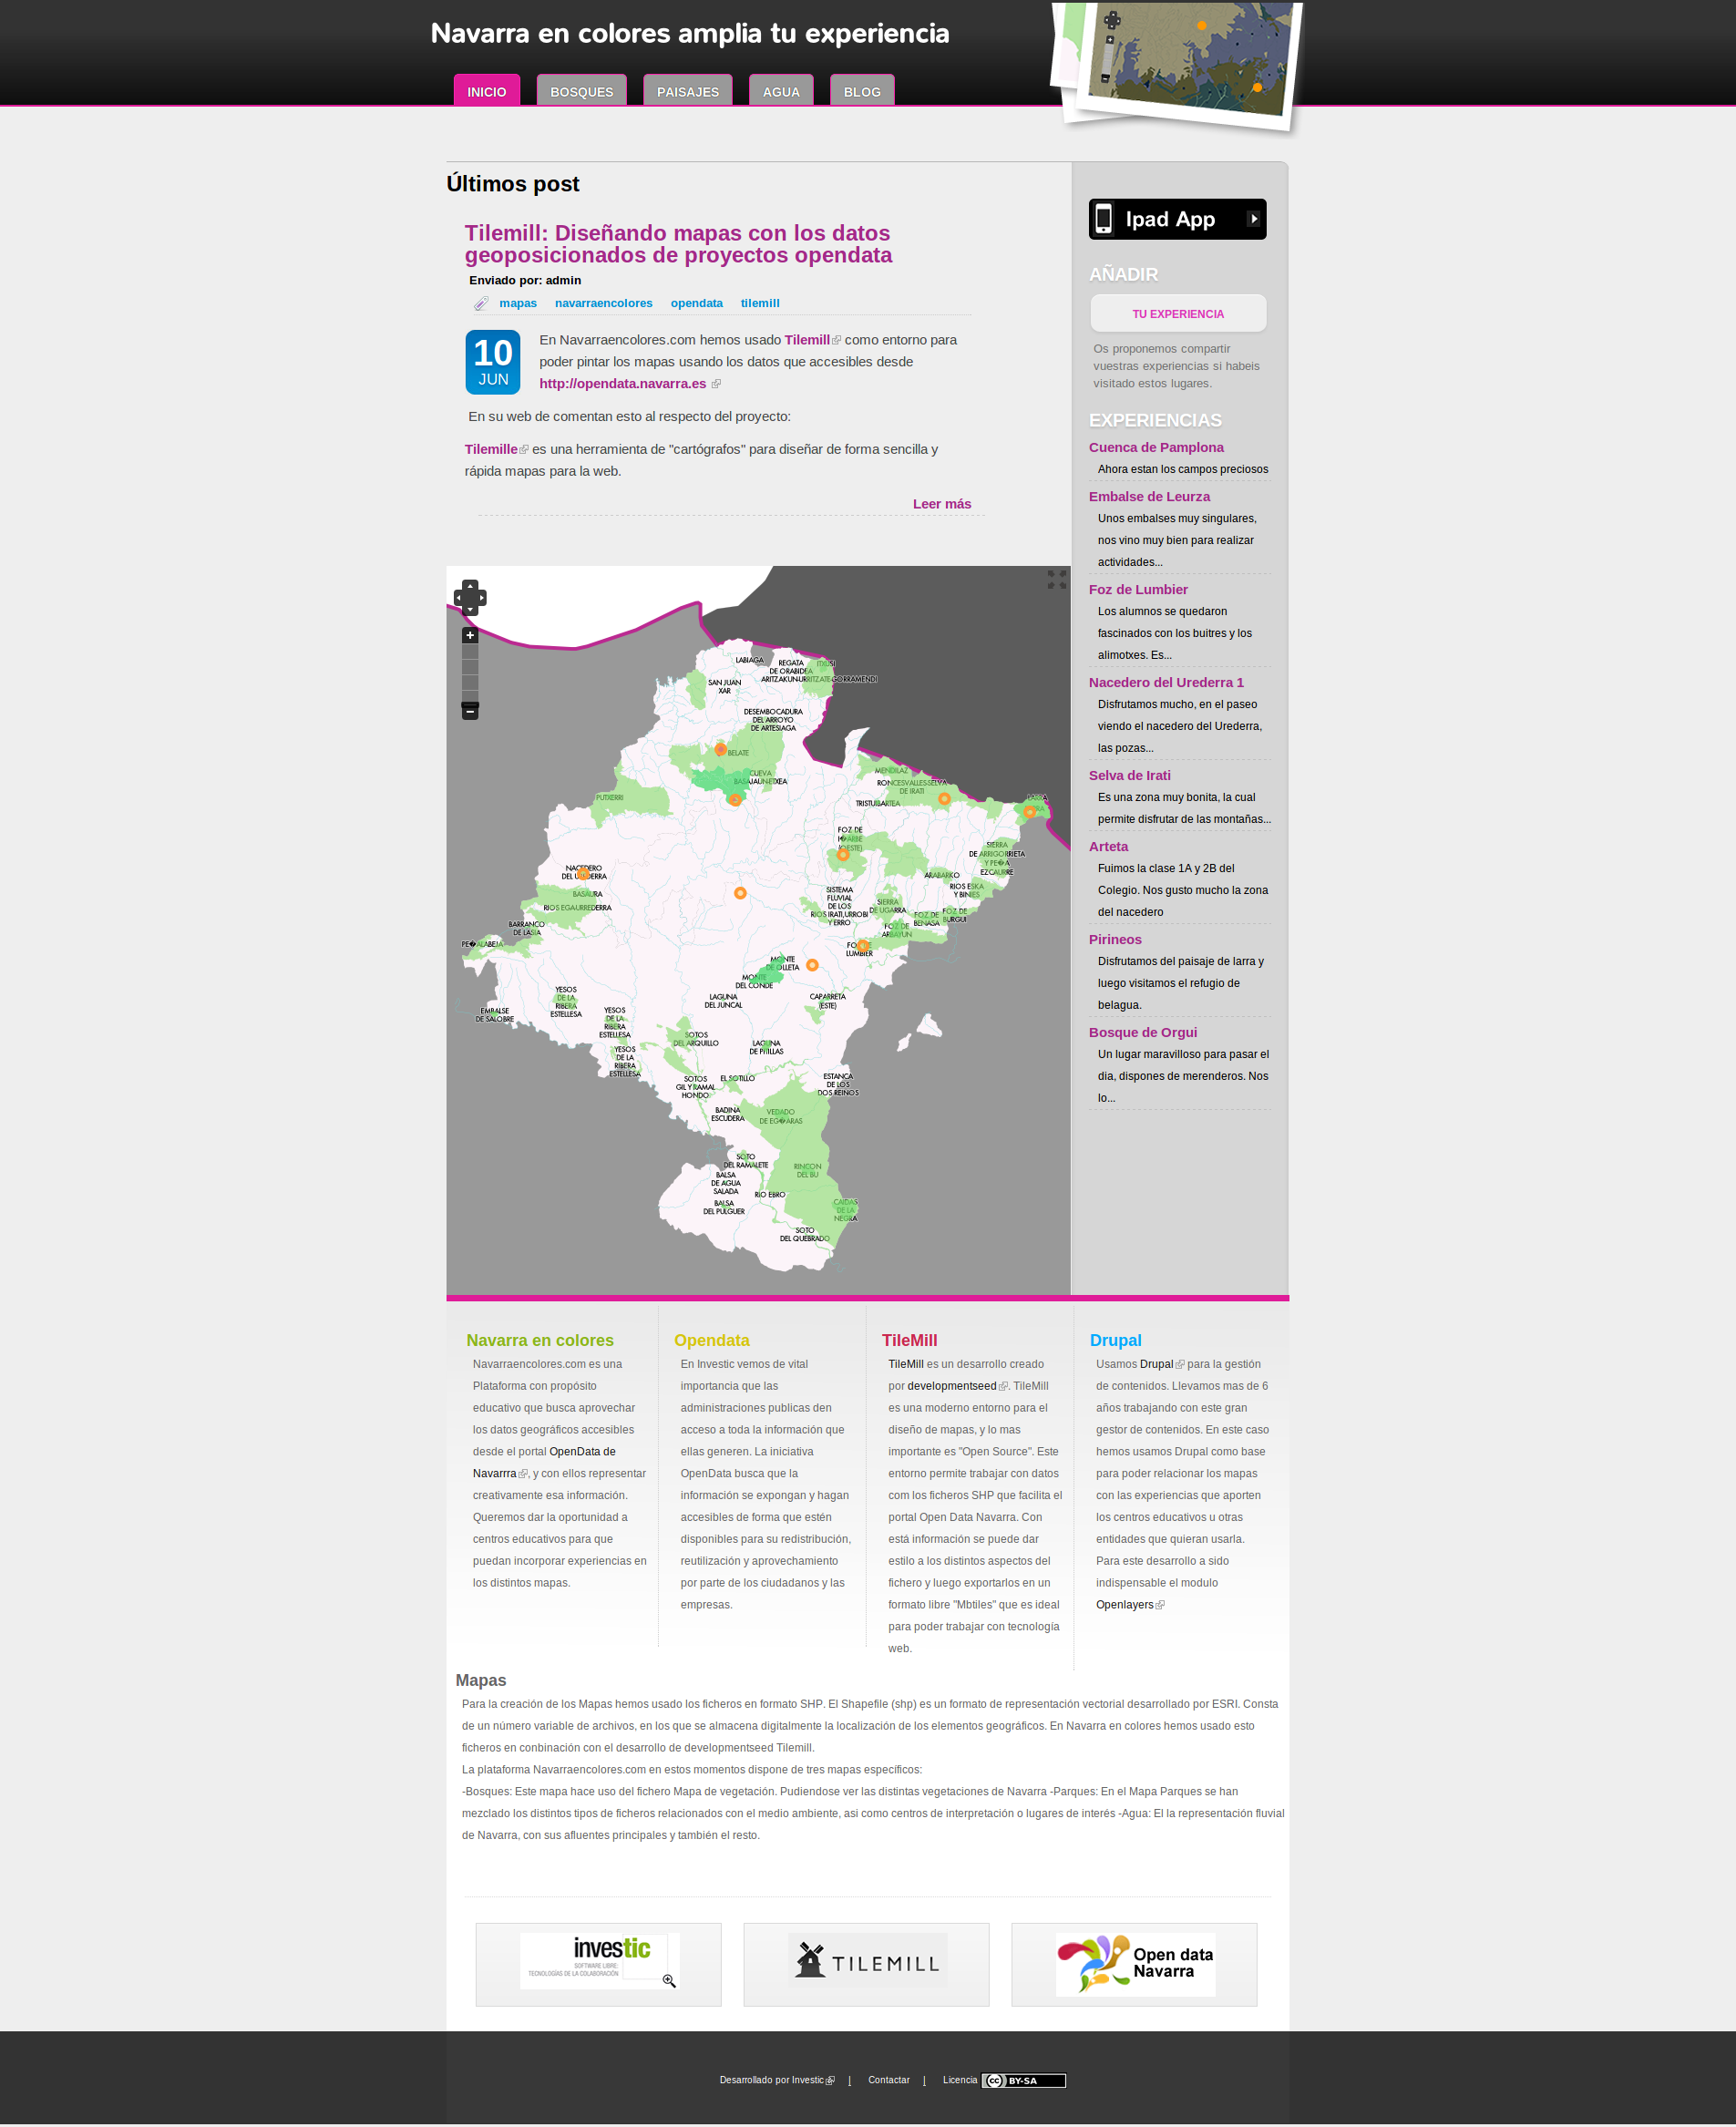 Navarra en colores amplia tu experiencia
INICIO
BOSQUES
PAISAJES
AGUA
BLOG
Últimos post
Tilemill: Diseñando mapas con los datos
geoposicionados de proyectos opendata
Enviado por: admin
mapas navarraencolores opendata tilemill
10
JUN
En Navarraencolores.com hemos usado Tilemill como entorno para
poder pintar los mapas usando los datos que accesibles desde
http://opendata.navarra.es
En su web de comentan esto al respecto del proyecto:
Tilemille es una herramienta de "cartógrafos" para diseñar de forma sencilla y
rápida mapas para la web.
Leer más
Ipad App
AÑADIR
TU EXPERIENCIA
Os proponemos compartir
vuestras experiencias si habeis
visitado estos lugares.
EXPERIENCIAS
Cuenca de Pamplona
Ahora estan los campos preciosos
Embalse de Leurza
Unos embalses muy singulares,
nos vino muy bien para realizar
actividades...
Foz de Lumbier
Los alumnos se quedaron
fascinados con los buitres y los
alimotxes. Es...
Nacedero del Urederra 1
Disfrutamos mucho, en el paseo
viendo el nacedero del Urederra,
las pozas...
Selva de Irati
Es una zona muy bonita, la cual
permite disfrutar de las montañas...
Arteta
Fuimos la clase 1A y 2B del
Colegio. Nos gusto mucho la zona
del nacedero
Pirineos
Disfrutamos del paisaje de larra y
luego visitamos el refugio de
belagua.
Bosque de Orgui
Un lugar maravilloso para pasar el
dia, dispones de merenderos. Nos
lo...
LABIAGA
REGATA
DE ORABIDEA
SAN JUAN
XAR
DESEMBOCADURA
DEL ARROYO
DE ARTESIAGA
BELATE
CUEVA
PUTXERRI
MENDILAZ
DE IRATI
TRISTUIBARTEA
FOZ DE
SIERRA
DE ARRIGORRIETA
Y PE�A
EZCAURRE
NACEDERO
DEL UREDERRA
BASAURA
RIOS EGAURREDERRA
BARRANCO
DE LASIA
PE�ALABEJA
ARABARKO
RIOS ESKA
Y BINIES
SISTEMA
FLUVIAL
DE LOS
RIOS IRATI,URROBI
Y ERRO
SIERRA
DE UGARRA
FOZ DE
BENASA
FOZ DE
BURGUI
FOZ DE
ARBAYUN
FOZ DE
LUMBIER
MONTE
DE OLLETA
MONTE
DEL CONDE
LAGUNA
DEL JUNCAL
CAPARRETA
(ESTE)
YESOS
DE LA
RIBERA
ESTELLESA
EMBALSE
DE SALOBRE
YESOS
DE LA
RIBERA
ESTELLESA
YESOS
DE LA
RIBERA
ESTELLESA
SOTOS
DEL ARQUILLO
LAGUNA
DE PITILLAS
SOTOS
GIL Y RAMAL
HONDO
EL SOTILLO
ESTANCA
DE LOS
DOS REINOS
BADINA
ESCUDERA
VEDADO
DE EG�ARAS
SOTO
DEL RAMALETE
RINCON
DEL BU
BALSA
DE AGUA
SALADA
RIO EBRO
BALSA
DEL PULGUER
CAIDAS
DE LA
NEGRA
SOTO
DEL QUEBRADO
Navarra en colores
Navarraencolores.com es una
Plataforma con propósito
educativo que busca aprovechar
los datos geográficos accesibles
desde el portal OpenData de
Navarrra, y con ellos representar
creativamente esa información.
Queremos dar la oportunidad a
centros educativos para que
puedan incorporar experiencias en
los distintos mapas.
Opendata
En Investic vemos de vital
importancia que las
administraciones publicas den
acceso a toda la información que
ellas generen. La iniciativa
OpenData busca que la
información se expongan y hagan
accesibles de forma que estén
disponibles para su redistribución,
reutilización y aprovechamiento
por parte de los ciudadanos y las
empresas.
TileMill
TileMill es un desarrollo creado
por developmentseed. TileMill
es una moderno entorno para el
diseño de mapas, y lo mas
importante es "Open Source". Este
entorno permite trabajar con datos
com los ficheros SHP que facilita el
portal Open Data Navarra. Con
está información se puede dar
estilo a los distintos aspectos del
fichero y luego exportarlos en un
formato libre "Mbtiles" que es ideal
para poder trabajar con tecnología
web.
Drupal
Usamos Drupal para la gestión
de contenidos. Llevamos mas de 6
años trabajando con este gran
gestor de contenidos. En este caso
hemos usamos Drupal como base
para poder relacionar los mapas
con las experiencias que aporten
los centros educativos u otras
entidades que quieran usarla.
Para este desarrollo a sido
indispensable el modulo
Openlayers
Mapas
Para la creación de los Mapas hemos usado los ficheros en formato SHP. El Shapefile (shp) es un formato de representación vectorial desarrollado por ESRI. Consta
de un número variable de archivos, en los que se almacena digitalmente la localización de los elementos geográficos. En Navarra en colores hemos usado esto
ficheros en conbinación con el desarrollo de developmentseed Tilemill.
La plataforma Navarraencolores.com en estos momentos dispone de tres mapas específicos:
-Bosques: Este mapa hace uso del fichero Mapa de vegetación. Pudiendose ver las distintas vegetaciones de Navarra -Parques: En el Mapa Parques se han
mezclado los distintos tipos de ficheros relacionados con el medio ambiente, asi como centros de interpretación o lugares de interés -Agua: El la representación fluvial
de Navarra, con sus afluentes principales y también el resto.
investic
SOFTWARE LIBRE:
TECNOLOGÍAS DE LA COLABORACIÓN
TILEMILL
Open data
Navarra
Desarrollado por Investic | Contactar | Licencia cc BY-SA